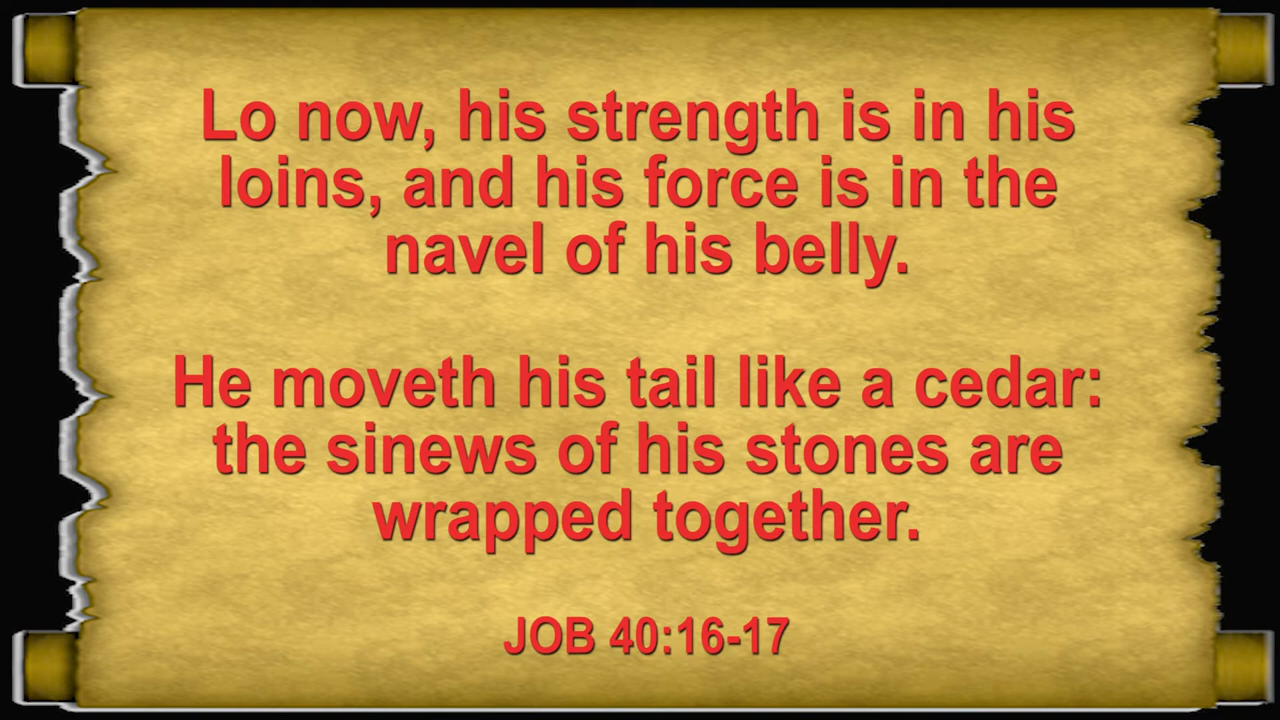 Lo now, his strength is in his
loins, and his force is in the
navel of his belly.
He moveth his tail like a cedar:
the sinews of his stones are
wrapped together.
JOB 40:16-17